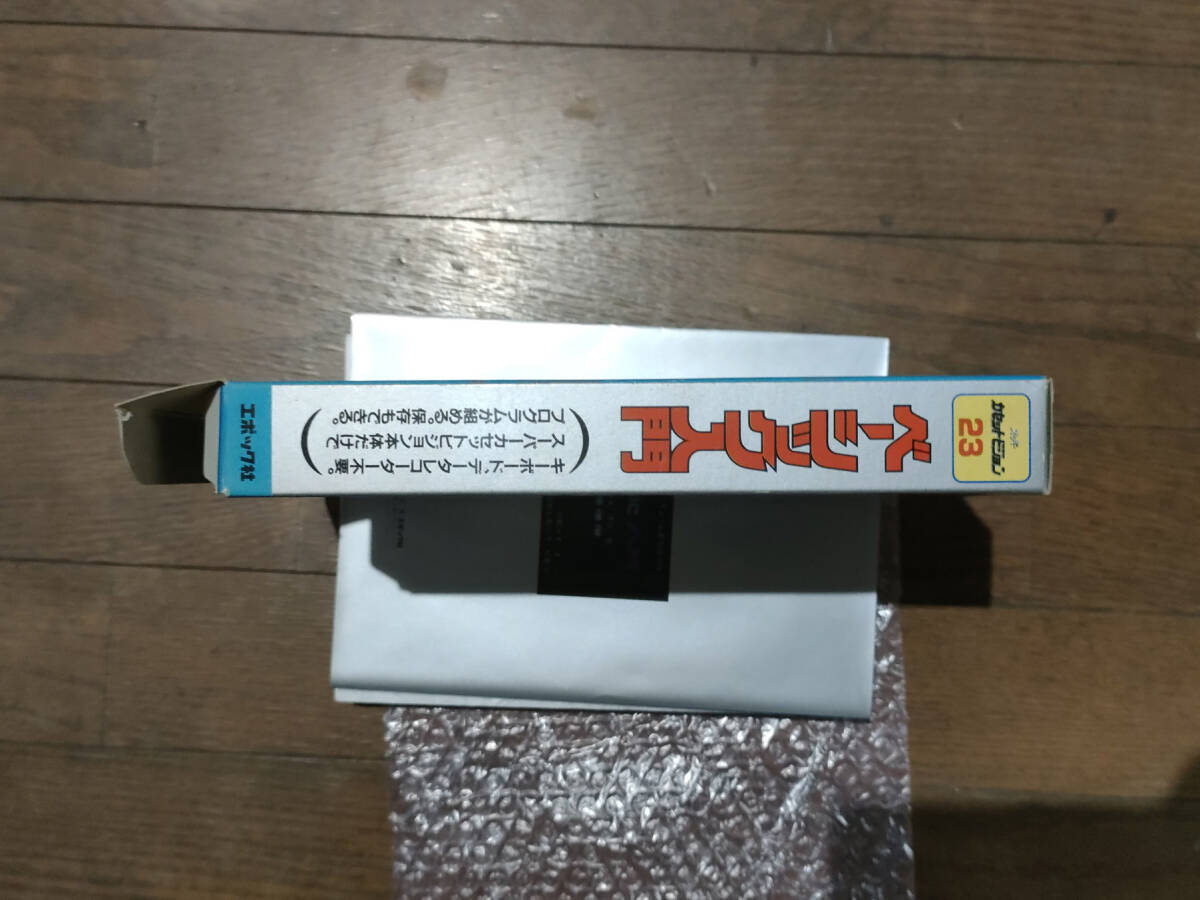 スーパー
カセットビジョン
23
ベーシック入門
(キーボード、データレコーダー不要。
スーパーカセットビジョン本体だけで
プログラムが組める。保存もできる。)
エポック社